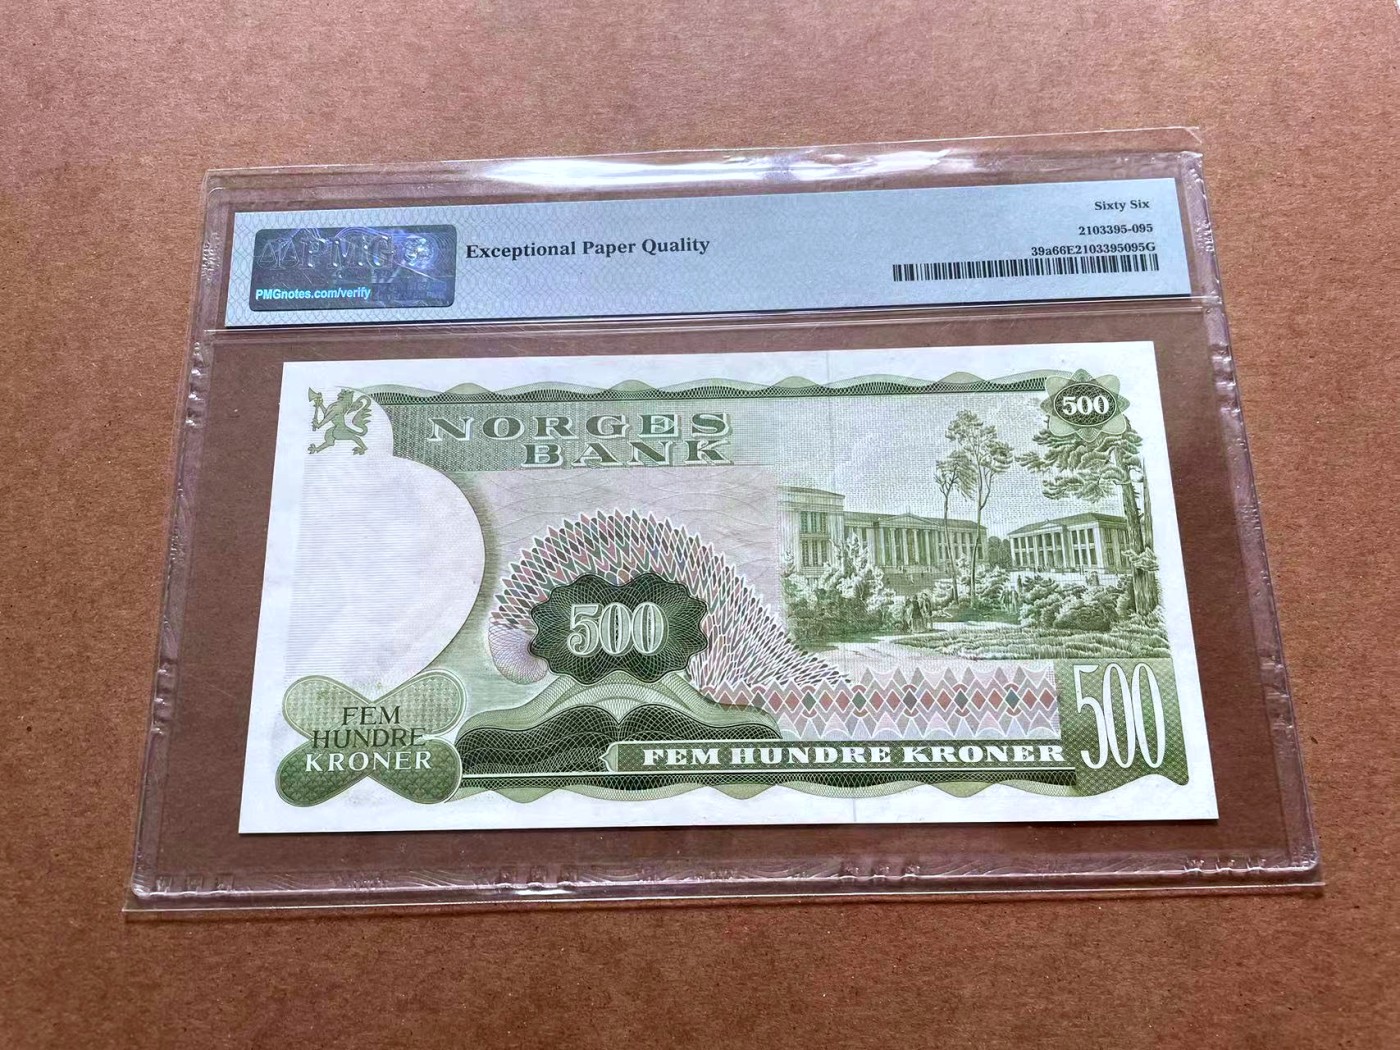 PMG
PMGnotes.com/verify
Exceptional Paper Quality
Sixty Six
2103395-095
39a66E2103395095G
500
NORGES
BANK
500
FEM
HUNDRE
KRONER
FEM HUNDRE KRONER
500